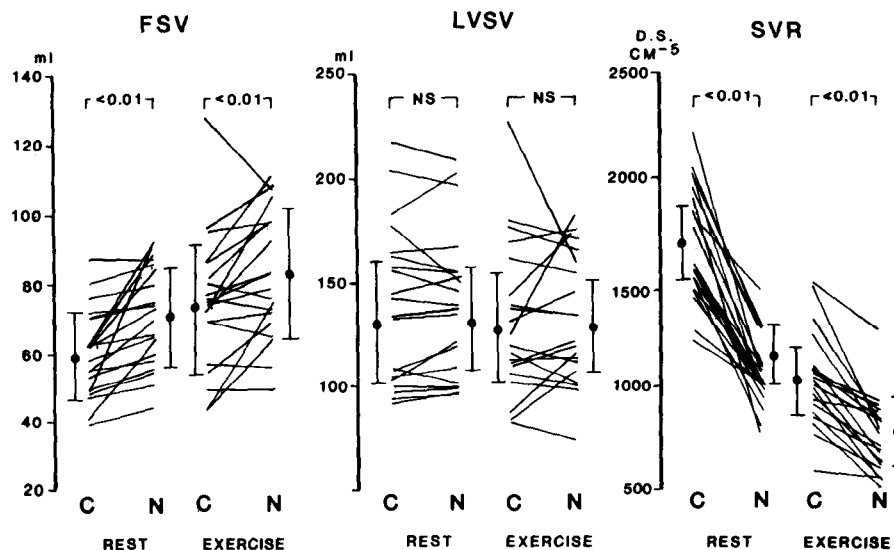 FSV
ml
140
120
100
80
60
40
20
<0.01
<0.01
C N C N
REST EXERCISE
LVSV
ml
250
200
150
100
NS
NS
C N C N
REST EXERCISE
SVR
D.S.
CM-5
2500
2000
1500
1000
500
<0.01
<0.01
C N C N
REST EXERCISE